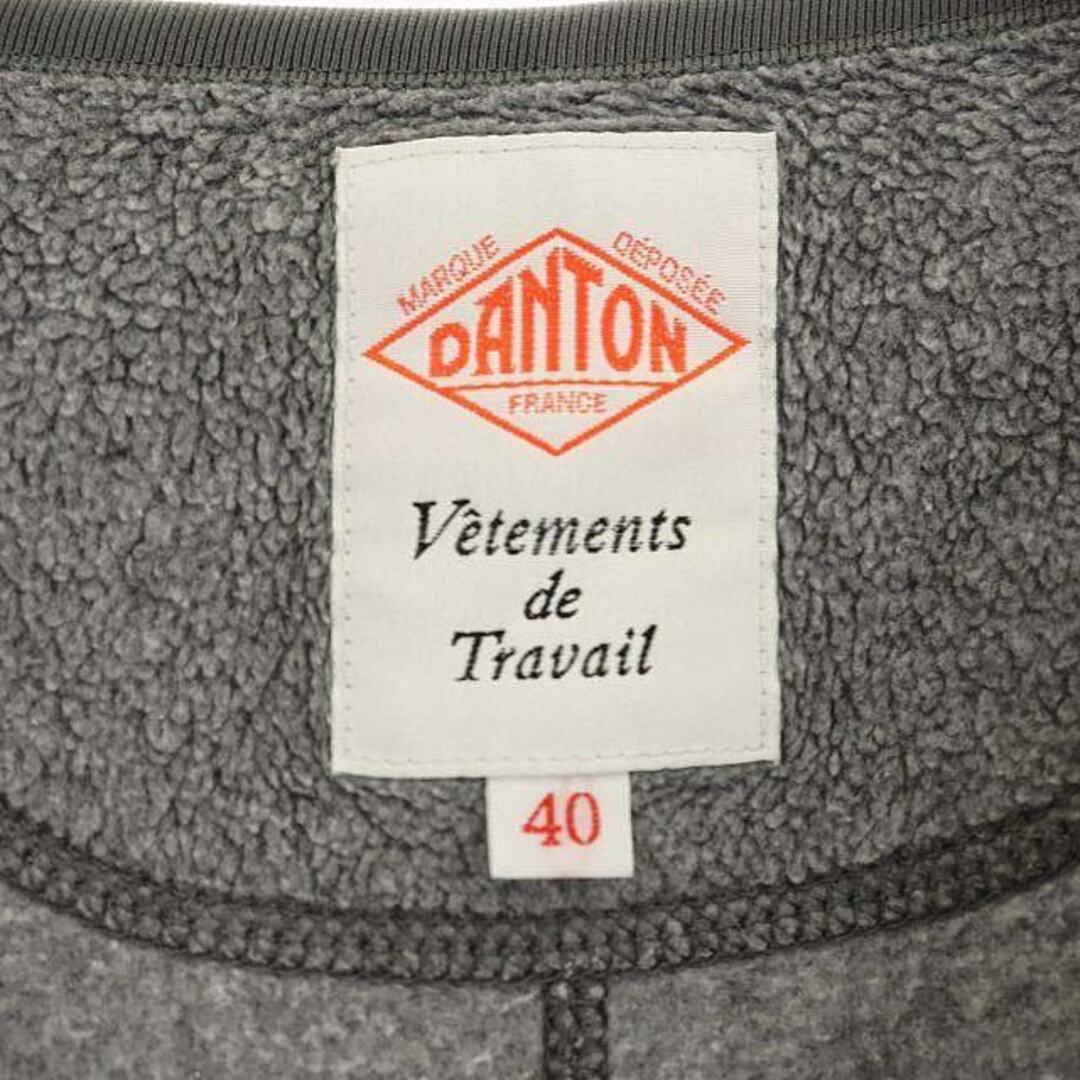 MARQUE DÉPOSÉE
DANTON
FRANCE
Vêtements
de
Travail
40